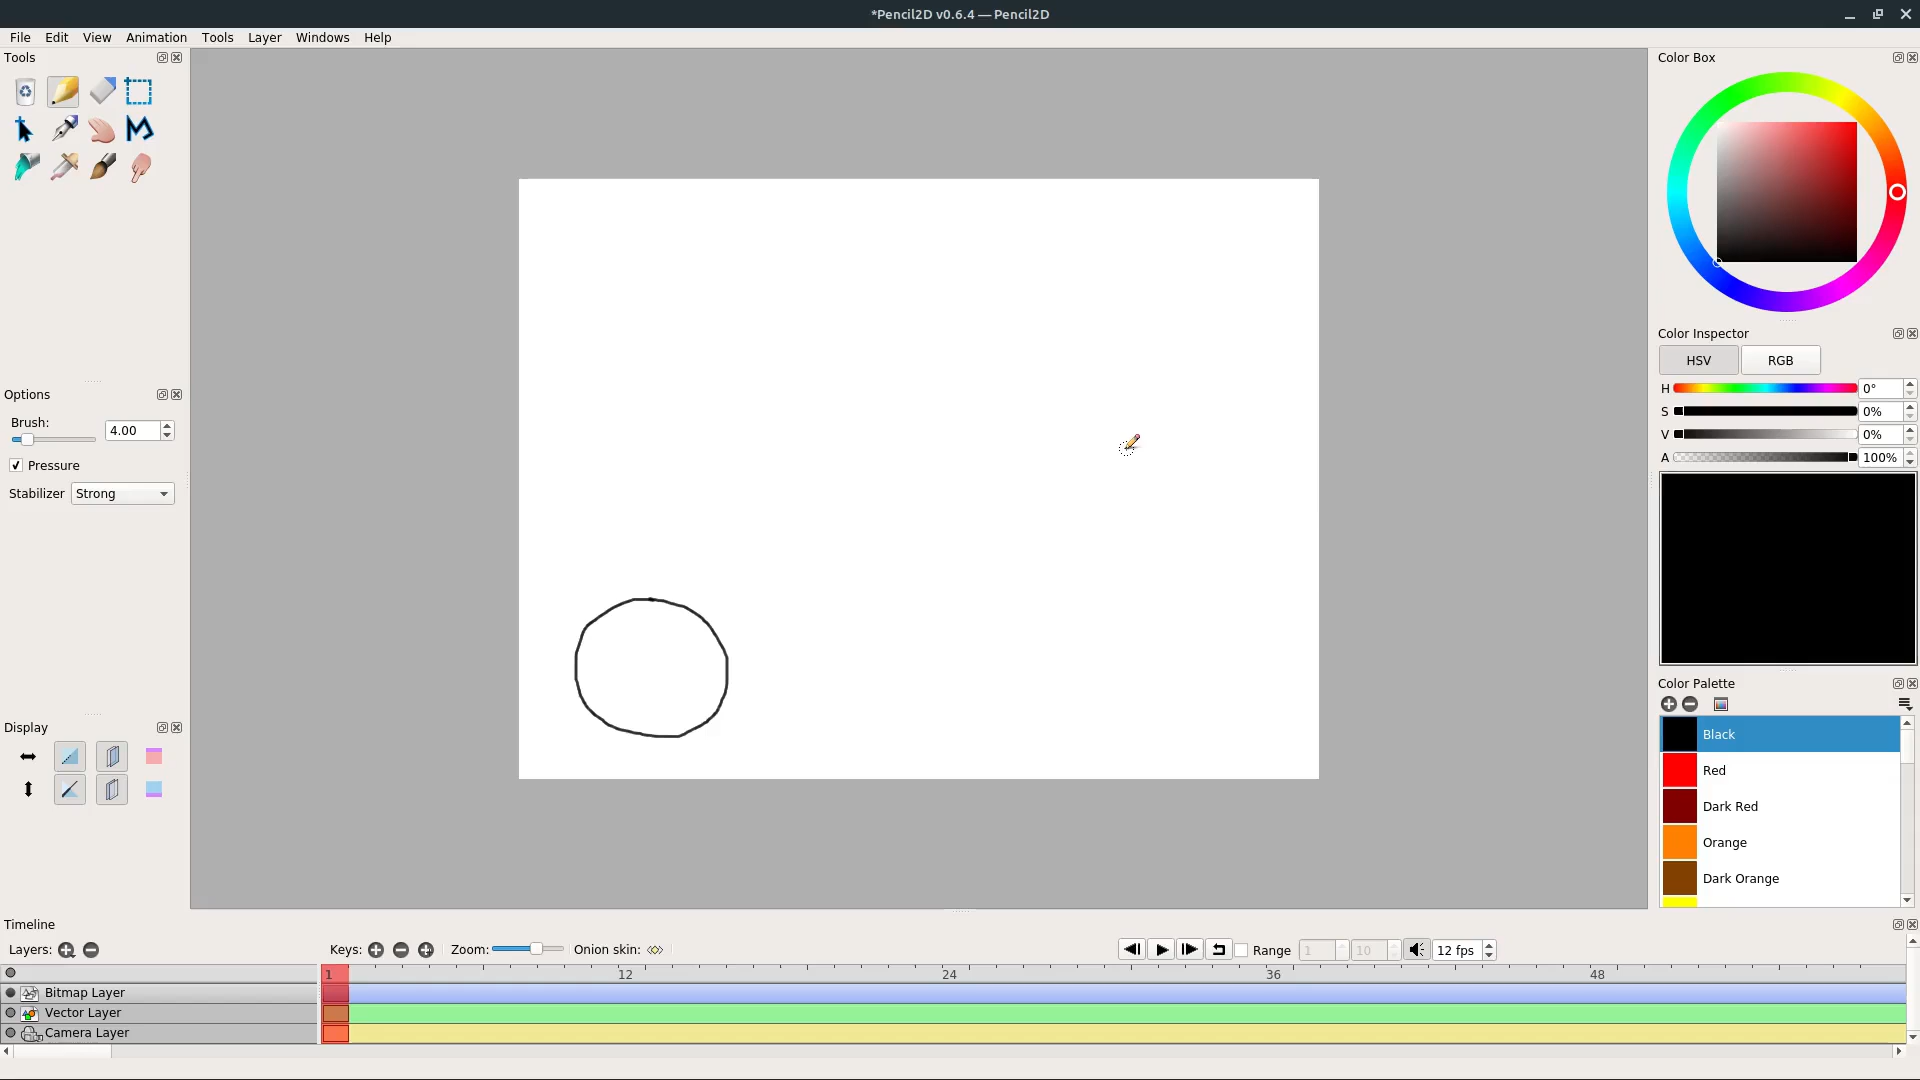 *Pencil2D v0.6.4 — Pencil2D
File Edit View Animation Tools Layer Windows Help
Tools
Options
Brush: 4.00
Pressure
Stabilizer Strong
Display
Color Box
Color Inspector
HSV RGB
H 0°
S 0%
V 0%
A 100%
Color Palette
Black
Red
Dark Red
Orange
Dark Orange
Timeline
Layers: Keys: Zoom: Onion skin: Range 1 10 12 fps
1 12 24 36 48
Bitmap Layer
Vector Layer
Camera Layer